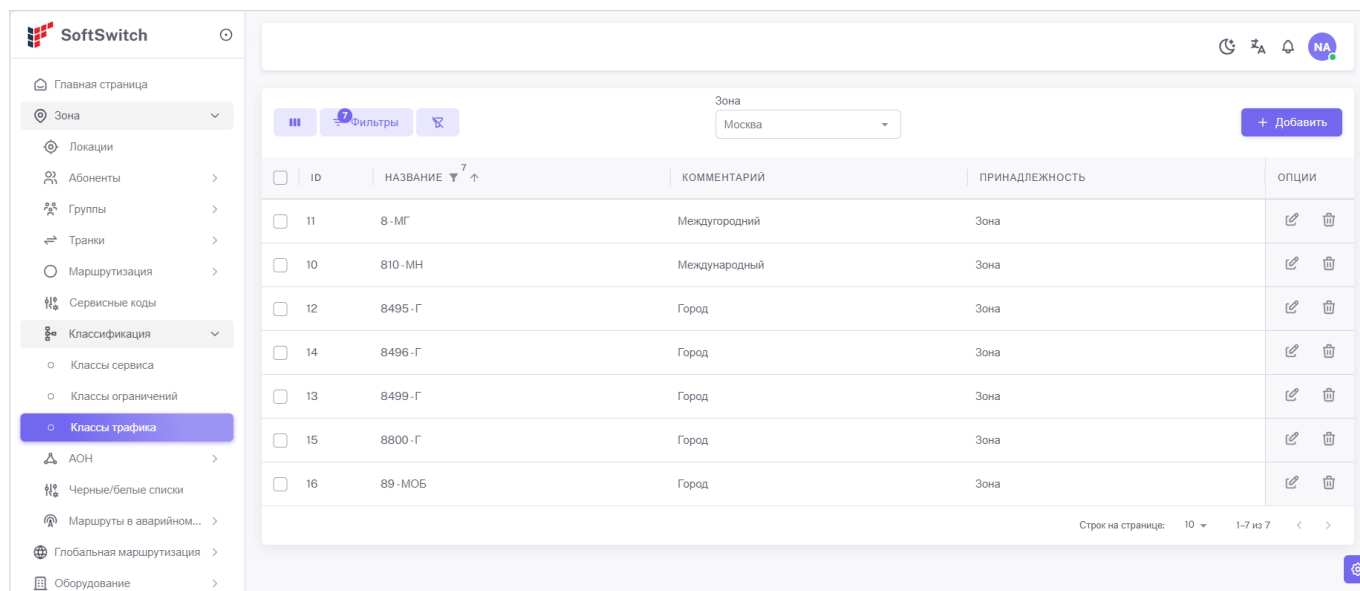 SoftSwitch
NA
Главная страница
Зона
Локации
Абоненты
Группы
Транки
Маршрутизация
Сервисные коды
Классификация
Классы сервиса
Классы ограничений
Классы трафика
АОН
Черные/белые списки
Маршруты в аварийном...
Глобальная маршрутизация
Оборудование
7
Фильтры
Зона
Москва
+ Добавить
ID НАЗВАНИЕ 7 КОММЕНТАРИЙ ПРИНАДЛЕЖНОСТЬ ОПЦИИ
11 8-МГ Междугородний Зона
10 810-МН Международный Зона
12 8495-Г Город Зона
14 8496-Г Город Зона
13 8499-Г Город Зона
15 8800-Г Город Зона
16 89-МОБ Город Зона
Строк на странице: 10 1–7 из 7